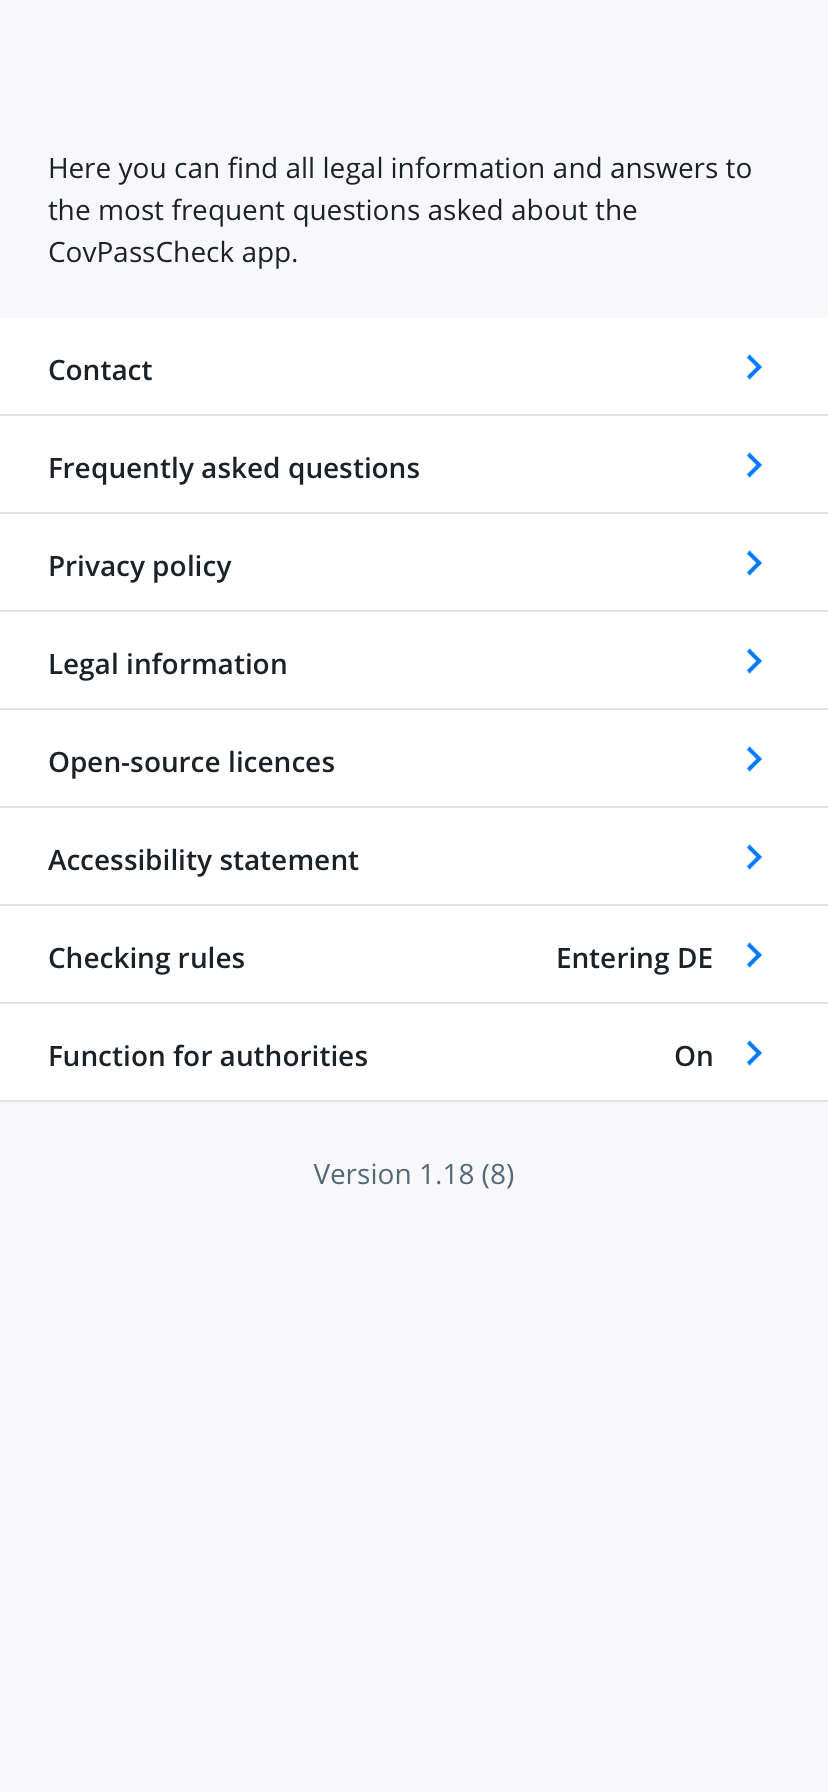 Here you can find all legal information and answers to
the most frequent questions asked about the
CovPassCheck app.
Contact
Frequently asked questions
Privacy policy
Legal information
Open-source licences
Accessibility statement
Checking rules Entering DE
Function for authorities On
Version 1.18 (8)